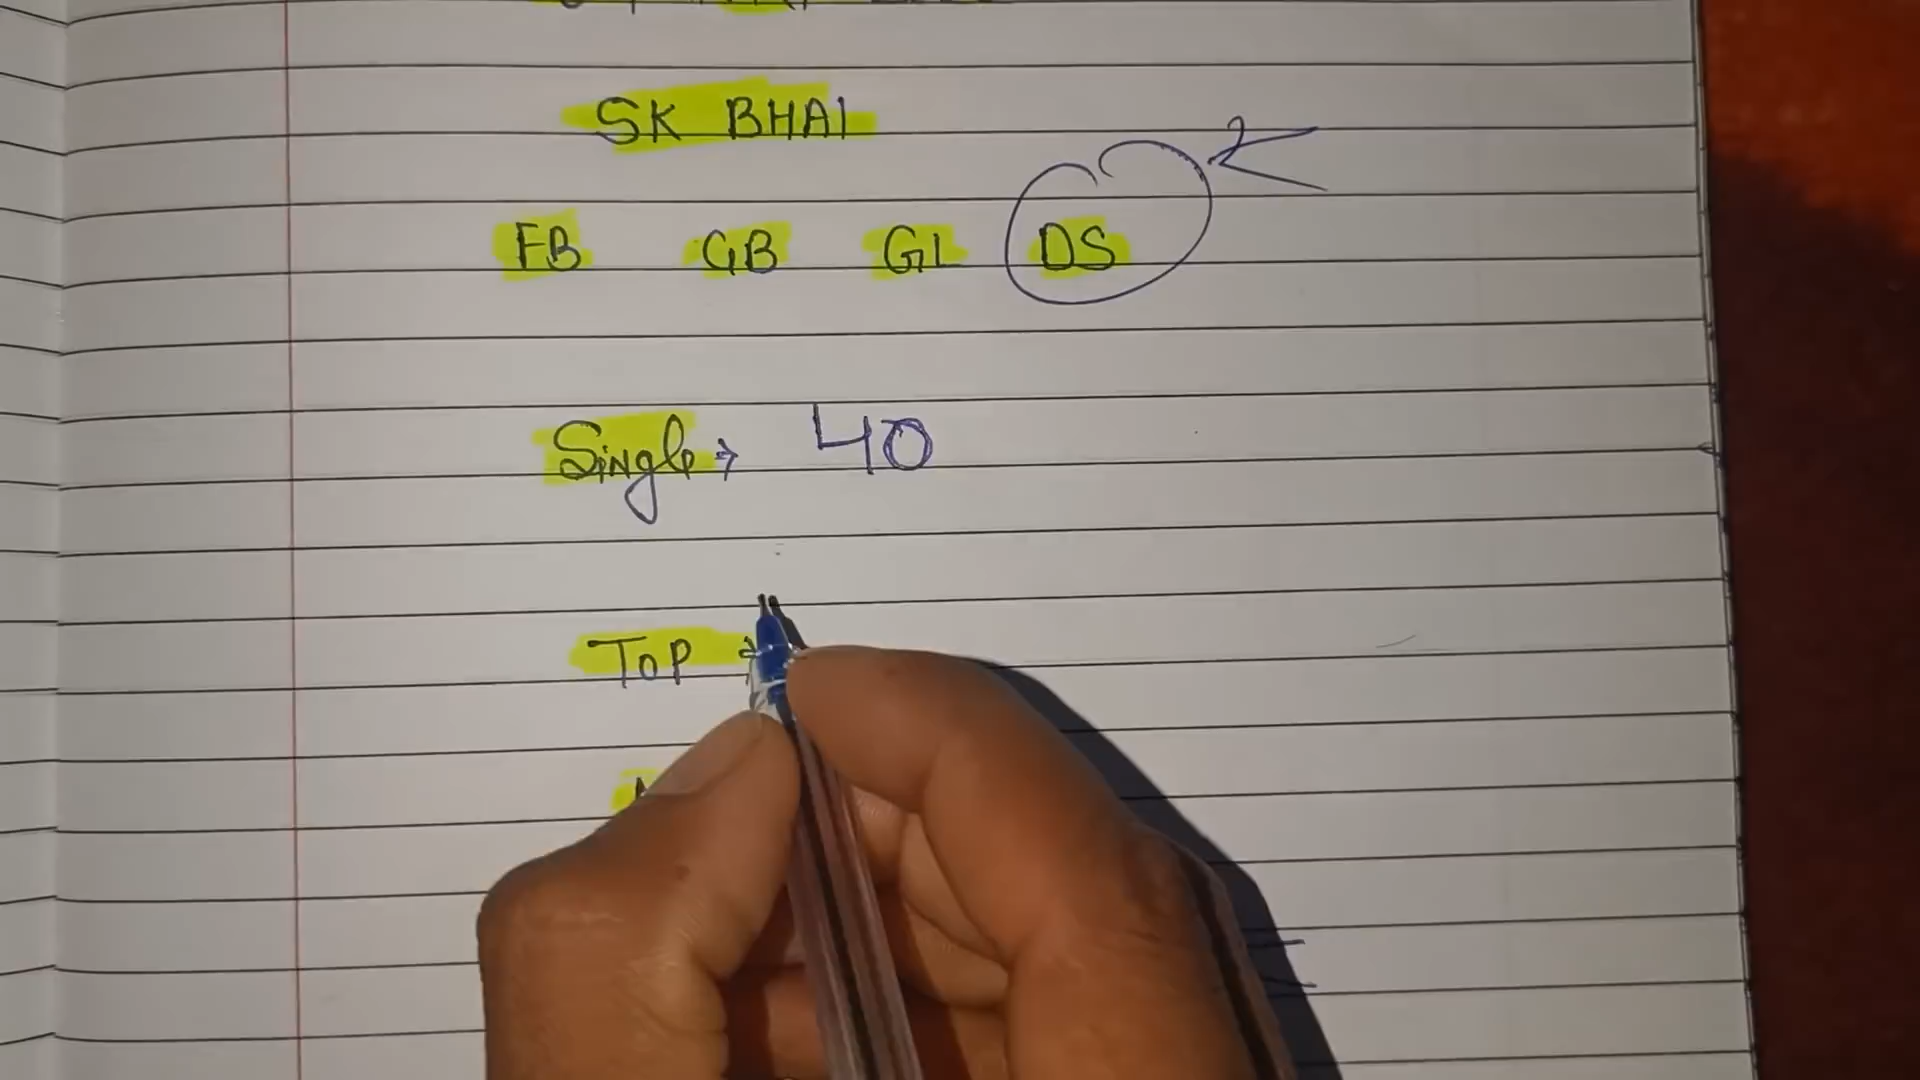 SK BHAI
FB GB GL DS
Single → 40
TOP →